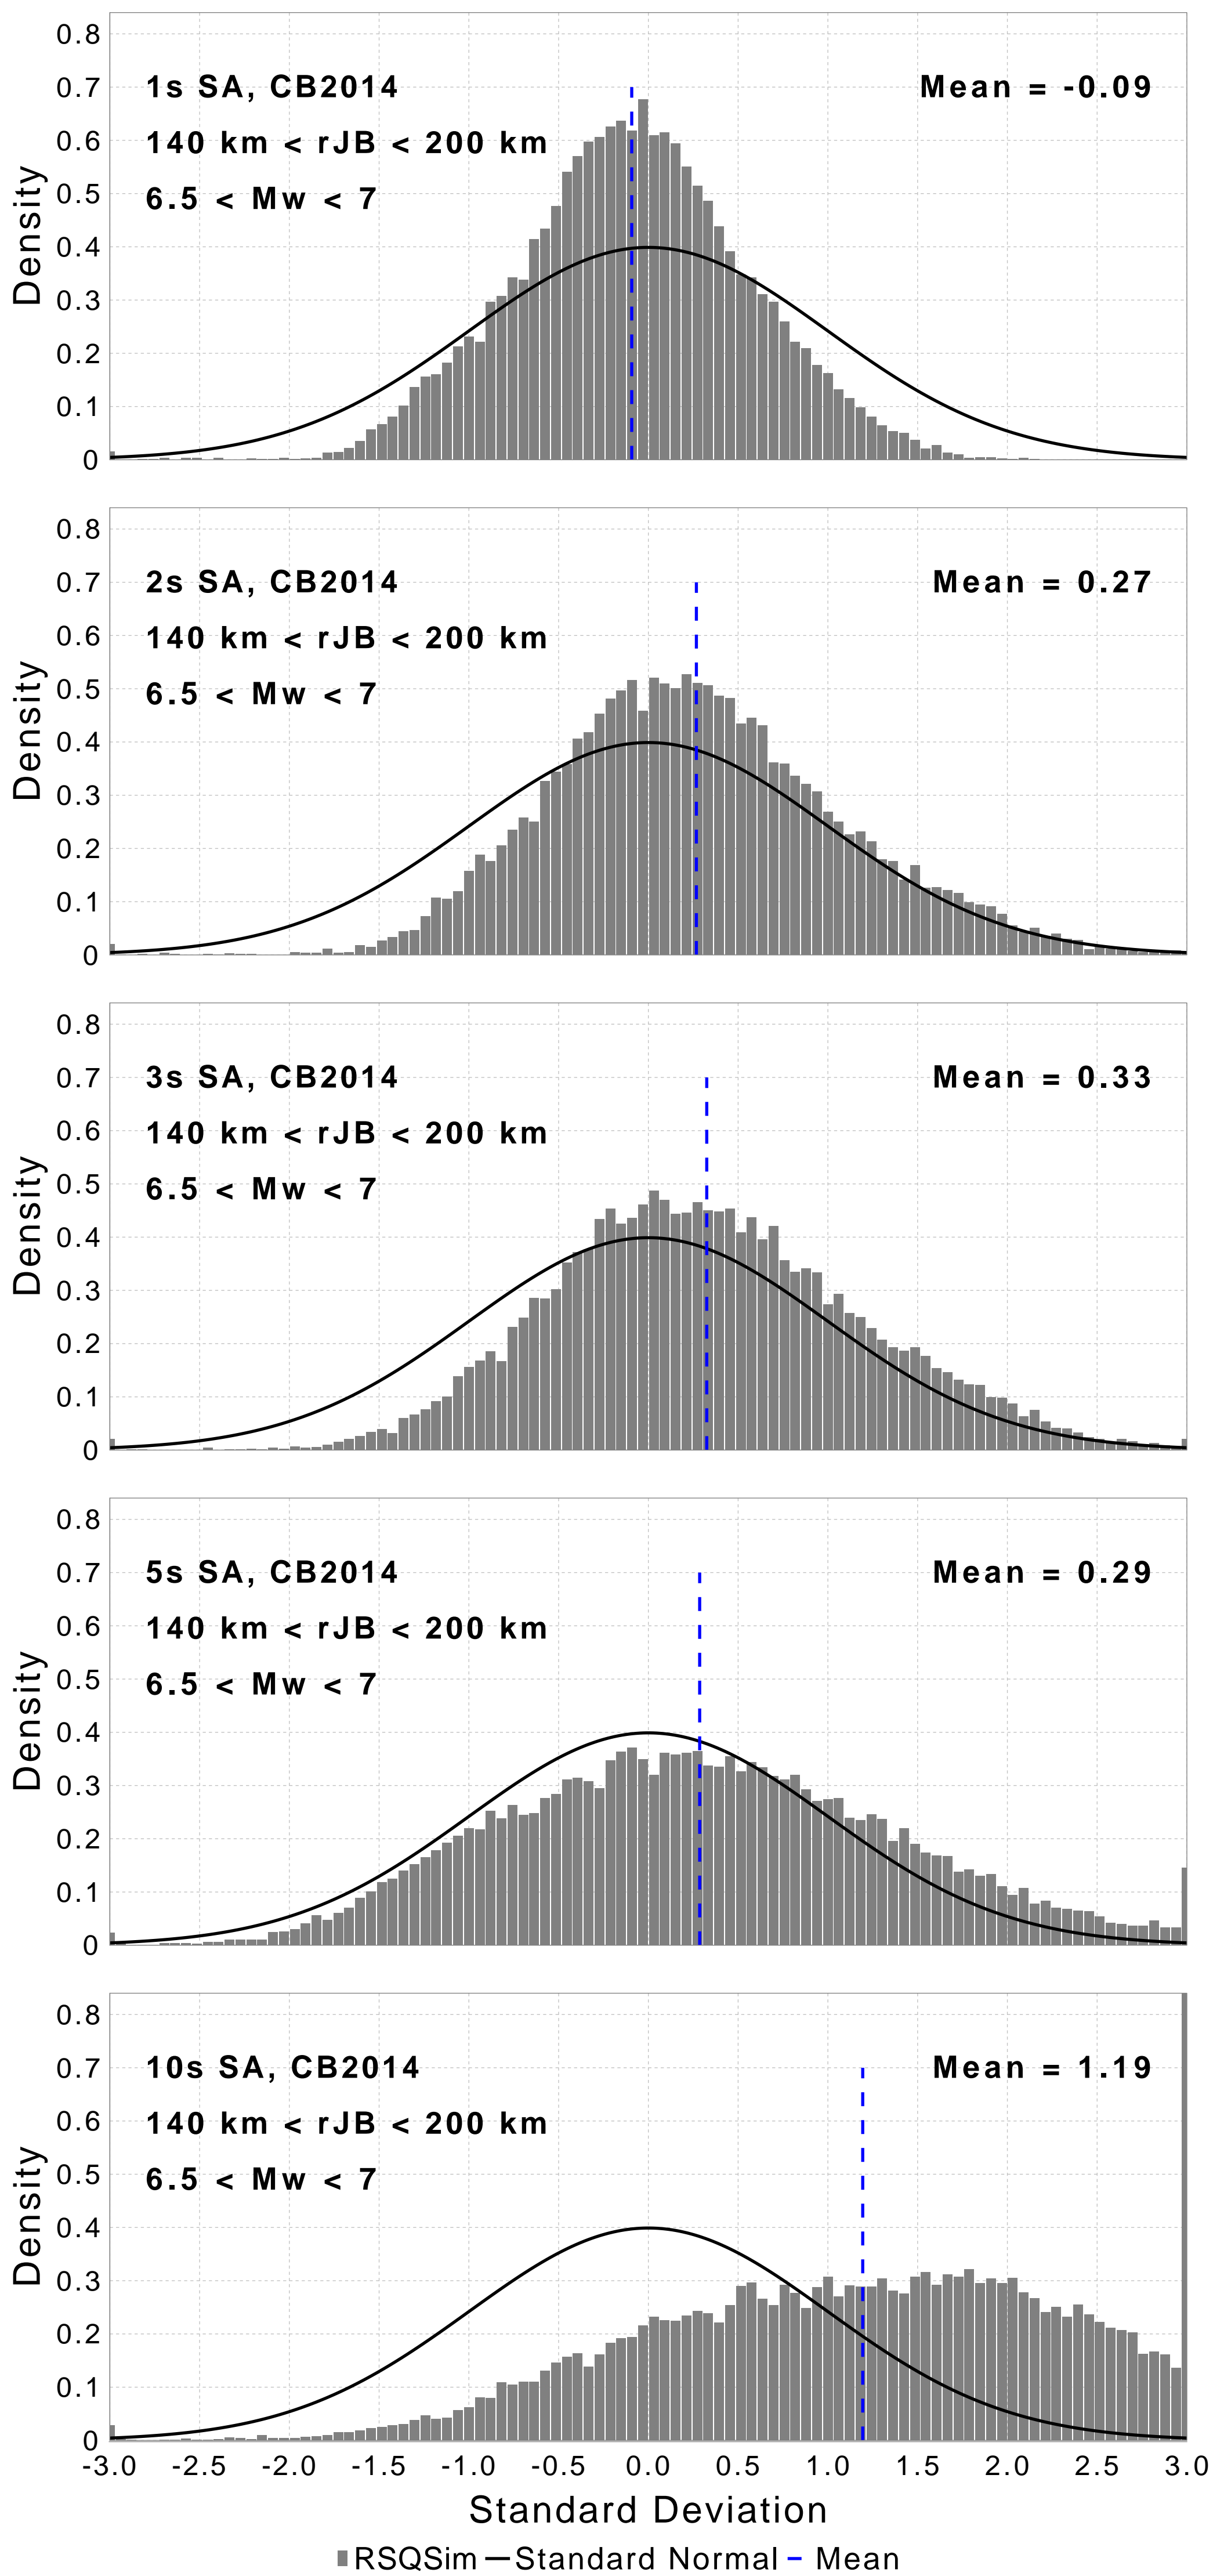 0.8
0.7
0.6
0.5
0.4
0.3
0.2
0.1
0
Density
1s SA, CB2014
Mean = -0.09
140 km < rJB < 200 km
6.5 < Mw < 7
0.8
0.7
0.6
0.5
0.4
0.3
0.2
0.1
0
Density
2s SA, CB2014
Mean = 0.27
140 km < rJB < 200 km
6.5 < Mw < 7
0.8
0.7
0.6
0.5
0.4
0.3
0.2
0.1
0
Density
3s SA, CB2014
Mean = 0.33
140 km < rJB < 200 km
6.5 < Mw < 7
0.8
0.7
0.6
0.5
0.4
0.3
0.2
0.1
0
Density
5s SA, CB2014
Mean = 0.29
140 km < rJB < 200 km
6.5 < Mw < 7
0.8
0.7
0.6
0.5
0.4
0.3
0.2
0.1
0
Density
10s SA, CB2014
Mean = 1.19
140 km < rJB < 200 km
6.5 < Mw < 7
-3.0 -2.5 -2.0 -1.5 -1.0 -0.5 0.0 0.5 1.0 1.5 2.0 2.5 3.0
Standard Deviation
RSQSim Standard Normal Mean